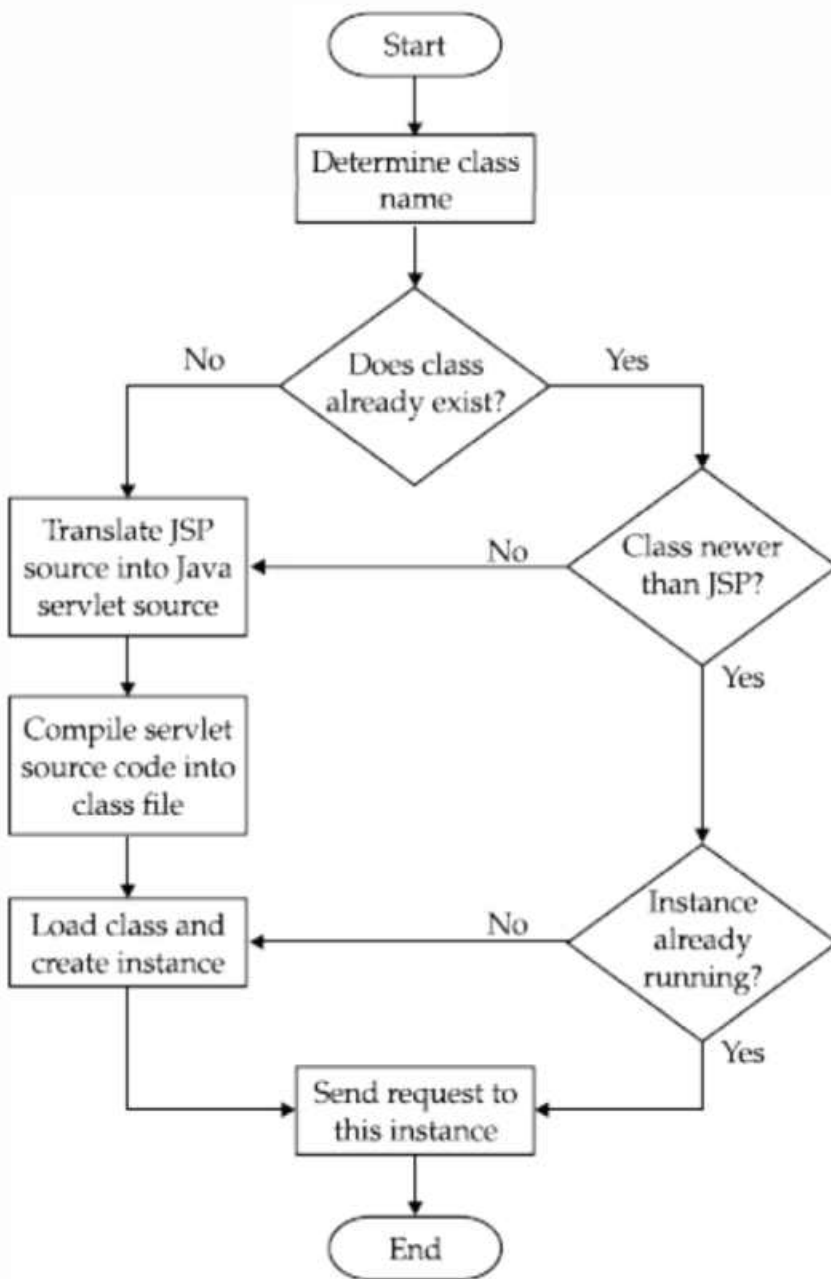 Start
Determine class
name
No
Does class
already exist?
Yes
Translate JSP
source into Java
servlet source
No
Class newer
than JSP?
Yes
Compile servlet
source code into
class file
Load class and
create instance
No
Instance
already
running?
Yes
Send request to
this instance
End